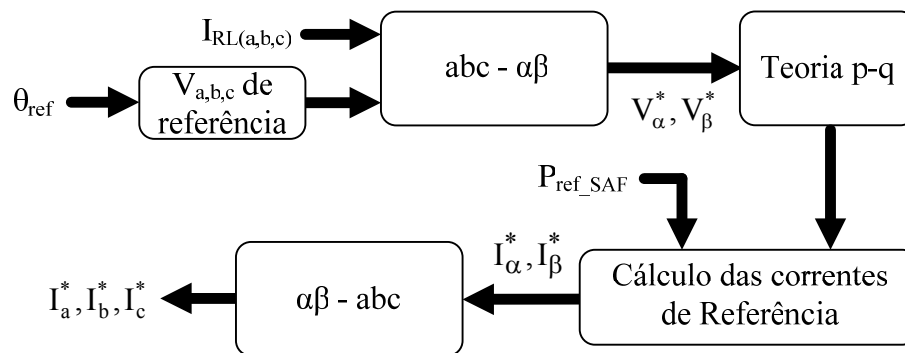 I_RL(a,b,c)
abc - αβ
Teoria p-q
θ_ref
V_a,b,c de
referência
V*_α, V*_β
P_ref_SAF
αβ - abc
I*_α, I*_β
Cálculo das correntes
de Referência
I*_a, I*_b, I*_c